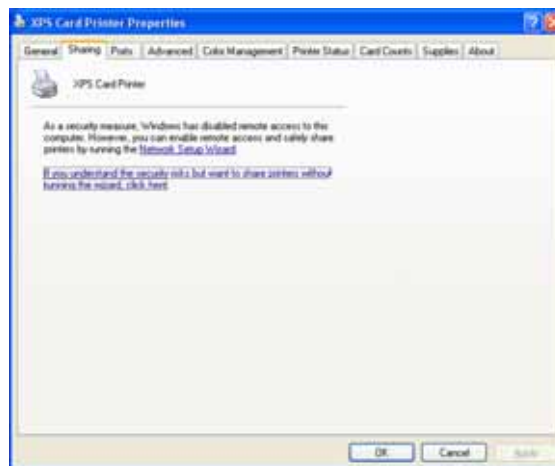 XPS Card Printer Properties
General Sharing Ports Advanced Color Management Printer Status Card Counts Supplies About
XPS Card Printer
As a security measure, Windows has disabled remote access to this
computer. However, you can enable remote access and safely share
printers by running the Network Setup Wizard
If you understand the security risks but want to share printers without
running the wizard, click here.
OK Cancel Apply